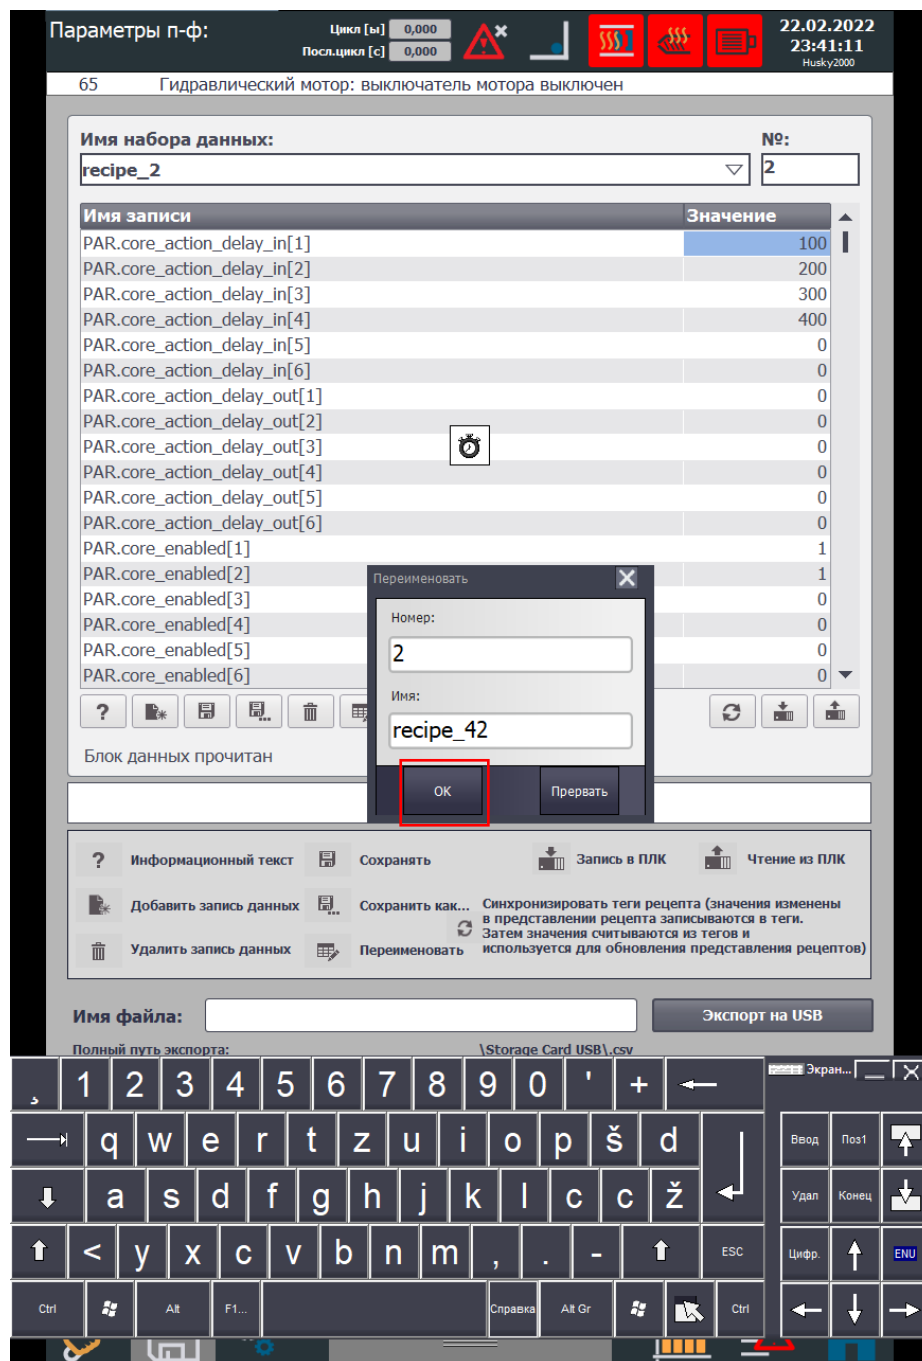 Параметры п-ф:
Цикл [ы] 0,000
Посл.цикл [с] 0,000
22.02.2022
23:41:11
Husky2000
65 Гидравлический мотор: выключатель мотора выключен
Имя набора данных: №:
recipe_2 2
Имя записи Значение
PAR.core_action_delay_in[1] 100
PAR.core_action_delay_in[2] 200
PAR.core_action_delay_in[3] 300
PAR.core_action_delay_in[4] 400
PAR.core_action_delay_in[5] 0
PAR.core_action_delay_in[6] 0
PAR.core_action_delay_out[1] 0
PAR.core_action_delay_out[2] 0
PAR.core_action_delay_out[3] 0
PAR.core_action_delay_out[4] 0
PAR.core_action_delay_out[5] 0
PAR.core_action_delay_out[6] 0
PAR.core_enabled[1] 1
PAR.core_enabled[2] 1
PAR.core_enabled[3] 0
PAR.core_enabled[4] 0
PAR.core_enabled[5] 0
PAR.core_enabled[6] 0
Переименовать
Номер:
2
Имя:
recipe_42
OK Прервать
?
Блок данных прочитан
? Информационный текст Сохранять Запись в ПЛК Чтение из ПЛК
Добавить запись данных Сохранить как...
Удалить запись данных Переименовать
Синхронизировать теги рецепта (значения изменены
в представлении рецепта записываются в теги.
Затем значения считываются из тегов и
используется для обновления представления рецептов)
Имя файла: Экспорт на USB
Полный путь экспорта: \Storage Card USB\.csv
Экран...
¸ 1 2 3 4 5 6 7 8 9 0 ' +
q w e r t z u i o p š d Ввод Поз1
a s d f g h j k l c c ž Удал Конец
< y x c v b n m , . - ESC Цифр. ENU
Ctrl Alt F1... Справка Alt Gr Ctrl